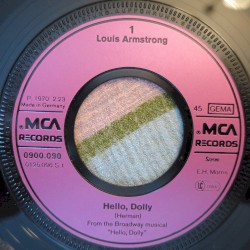 1
Louis Armstrong
℗ 1970 2:23
Made in Germany
45 GEMA
MCA RECORDS
MCA RECORDS
0900.090
Stereo
E.H. Morris
Hello, Dolly
(Herman)
From the Broadway musical
"Hello, Dolly"